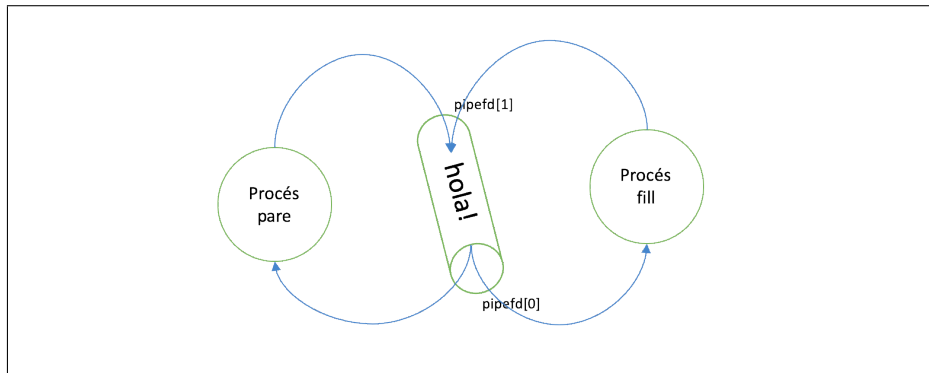 pipefd[1]
Procés
pare
hola!
Procés
fill
pipefd[0]